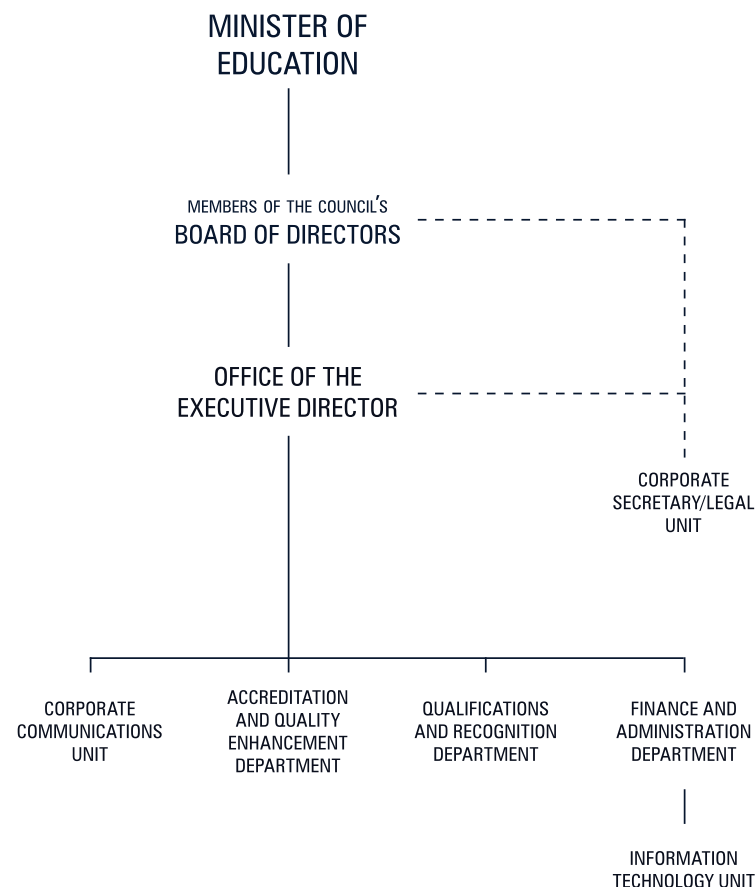 MINISTER OF
EDUCATION
MEMBERS OF THE COUNCIL'S
BOARD OF DIRECTORS
OFFICE OF THE
EXECUTIVE DIRECTOR
CORPORATE
SECRETARY/LEGAL
UNIT
CORPORATE
COMMUNICATIONS
UNIT
ACCREDITATION
AND QUALITY
ENHANCEMENT
DEPARTMENT
QUALIFICATIONS
AND RECOGNITION
DEPARTMENT
FINANCE AND
ADMINISTRATION
DEPARTMENT
INFORMATION
TECHNOLOGY UNIT